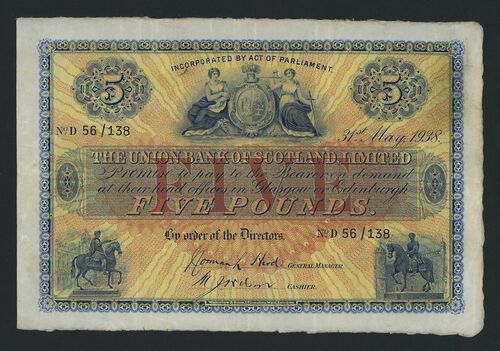 INCORPORATED BY ACT OF PARLIAMENT.
5 5
No. D 56/138
31st May, 1938.
THE UNION BANK OF SCOTLAND, LIMITED
Promise to pay to the Bearer on demand
at their head offices in Glasgow or Edinburgh
FIVE POUNDS.
By order of the Directors. No. D 56/138
Norman L Hird GENERAL MANAGER.
CASHIER.